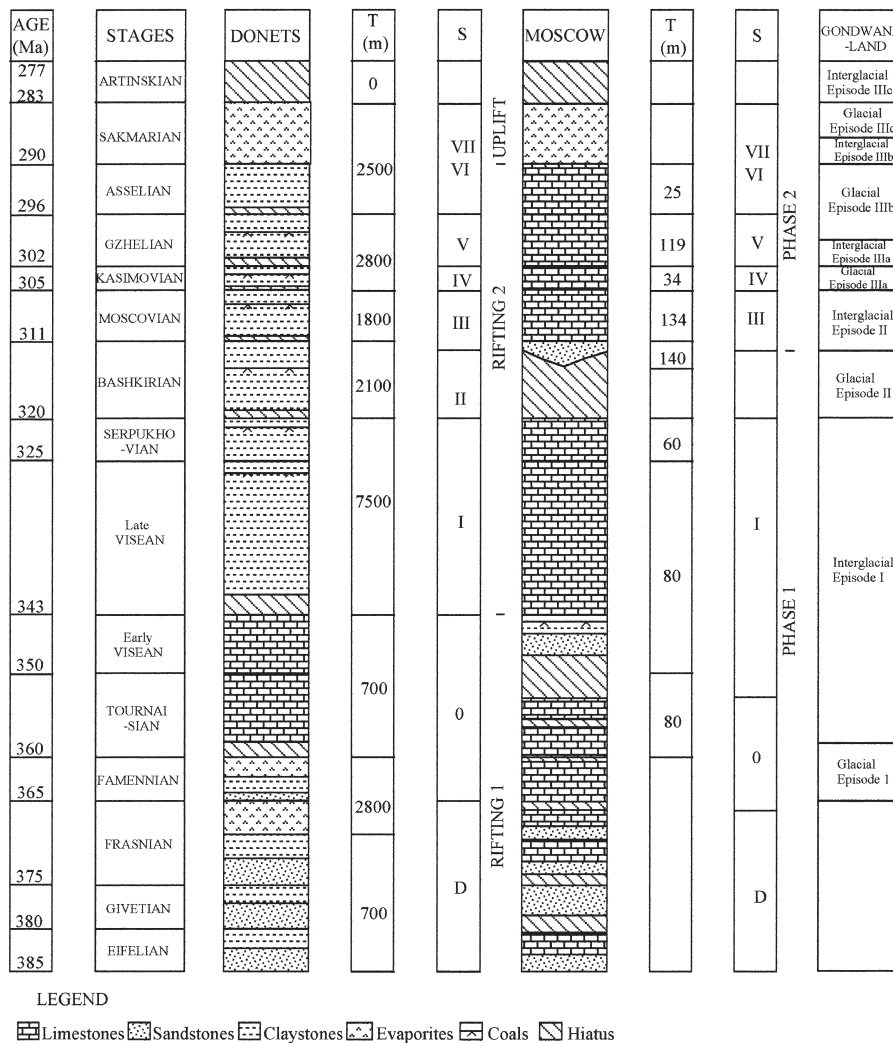 AGE
(Ma)
STAGES
DONETS
T
(m)
S
MOSCOW
T
(m)
S
GONDWANA
-LAND
277
283
290
296
302
305
311
320
325
343
350
360
365
375
380
385
ARTINSKIAN
SAKMARIAN
ASSELIAN
GZHELIAN
KASIMOVIAN
MOSCOVIAN
BASHKIRIAN
SERPUKHO
-VIAN
Late
VISEAN
Early
VISEAN
TOURNAI
-SIAN
FAMENNIAN
FRASNIAN
GIVETIAN
EIFELIAN
0
2500
2800
1800
2100
7500
700
2800
700
VII
VI
V
IV
III
II
I
0
D
UPLIFT
RIFTING 2
RIFTING 1
25
119
34
134
140
60
80
80
VII
VI
V
IV
III
I
0
D
PHASE 2
PHASE 1
Interglacial
Episode IIIc
Glacial
Episode IIIc
Interglacial
Episode IIIb
Glacial
Episode IIIb
Interglacial
Episode IIIa
Glacial
Episode IIIa
Interglacial
Episode II
Glacial
Episode II
Interglacial
Episode I
Glacial
Episode 1
LEGEND
Limestones Sandstones Claystones Evaporites Coals Hiatus